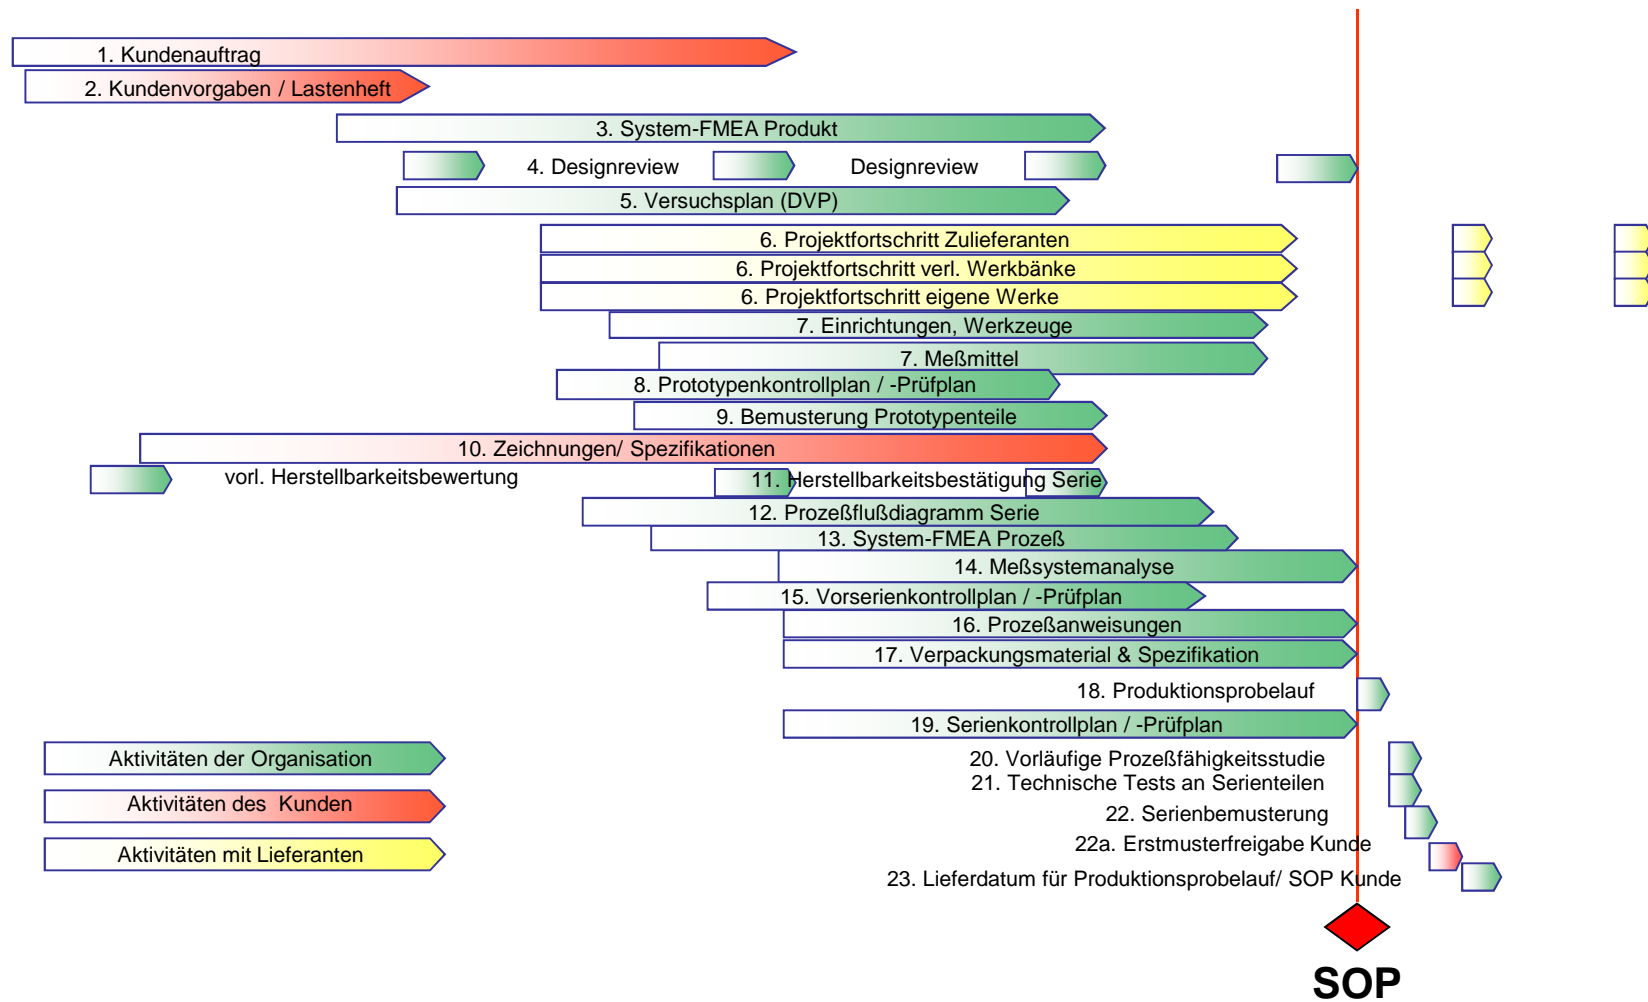 1. Kundenauftrag
2. Kundenvorgaben / Lastenheft
3. System-FMEA Produkt
4. Designreview Designreview
5. Versuchsplan (DVP)
6. Projektfortschritt Zulieferanten
6. Projektfortschritt verl. Werkbänke
6. Projektfortschritt eigene Werke
7. Einrichtungen, Werkzeuge
7. Meßmittel
8. Prototypenkontrollplan / -Prüfplan
9. Bemusterung Prototypenteile
10. Zeichnungen/ Spezifikationen
vorl. Herstellbarkeitsbewertung 11. Herstellbarkeitsbestätigung Serie
12. Prozeßflußdiagramm Serie
13. System-FMEA Prozeß
14. Meßsystemanalyse
15. Vorserienkontrollplan / -Prüfplan
16. Prozeßanweisungen
17. Verpackungsmaterial & Spezifikation
18. Produktionsprobelauf
19. Serienkontrollplan / -Prüfplan
Aktivitäten der Organisation
20. Vorläufige Prozeßfähigkeitsstudie
21. Technische Tests an Serienteilen
Aktivitäten des Kunden
22. Serienbemusterung
22a. Erstmusterfreigabe Kunde
Aktivitäten mit Lieferanten
23. Lieferdatum für Produktionsprobelauf/ SOP Kunde
SOP